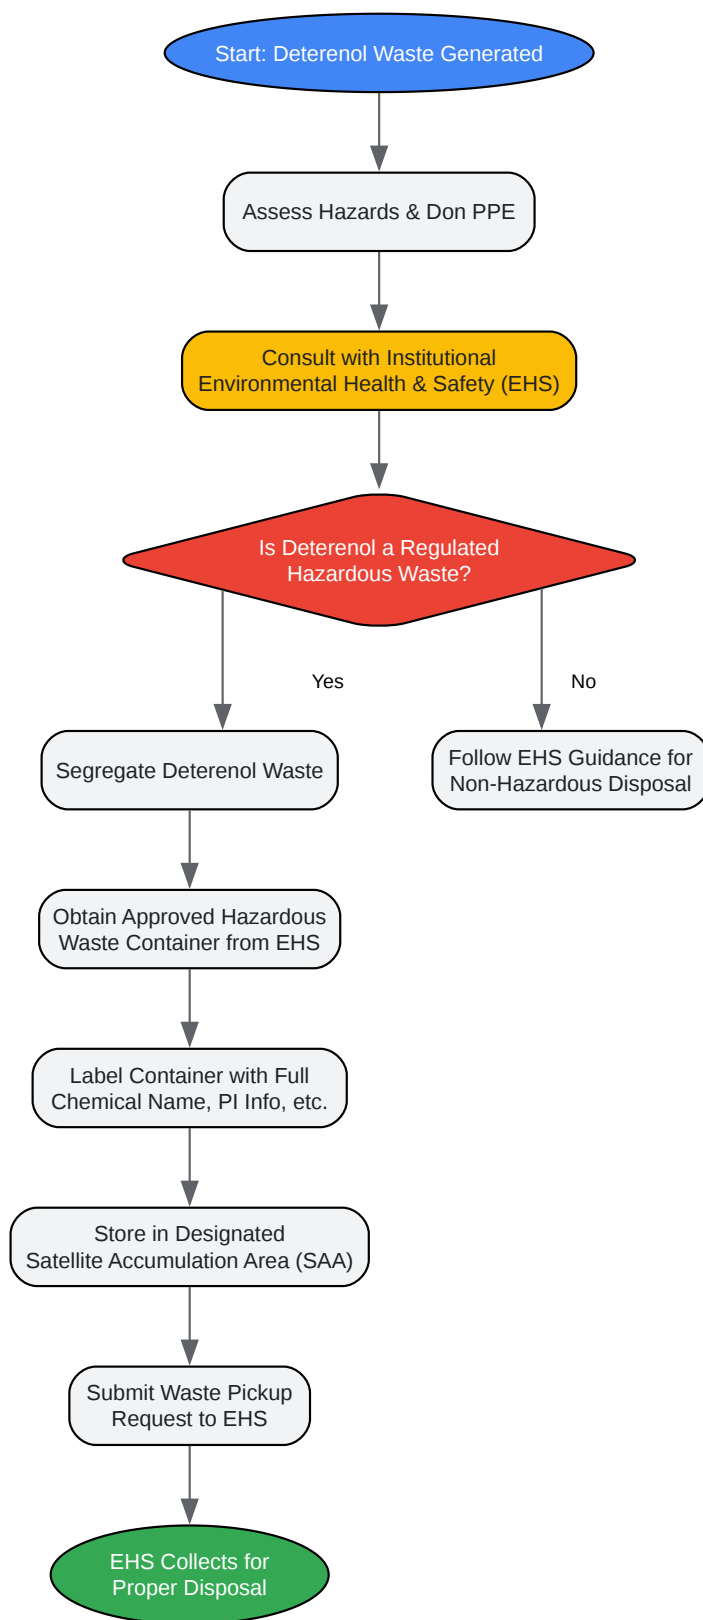 Start: Deterenol Waste Generated
Assess Hazards & Don PPE
Consult with Institutional
Environmental Health & Safety (EHS)
Is Deterenol a Regulated
Hazardous Waste?
Yes
No
Segregate Deterenol Waste
Follow EHS Guidance for
Non-Hazardous Disposal
Obtain Approved Hazardous
Waste Container from EHS
Label Container with Full
Chemical Name, PI Info, etc.
Store in Designated
Satellite Accumulation Area (SAA)
Submit Waste Pickup
Request to EHS
EHS Collects for
Proper Disposal